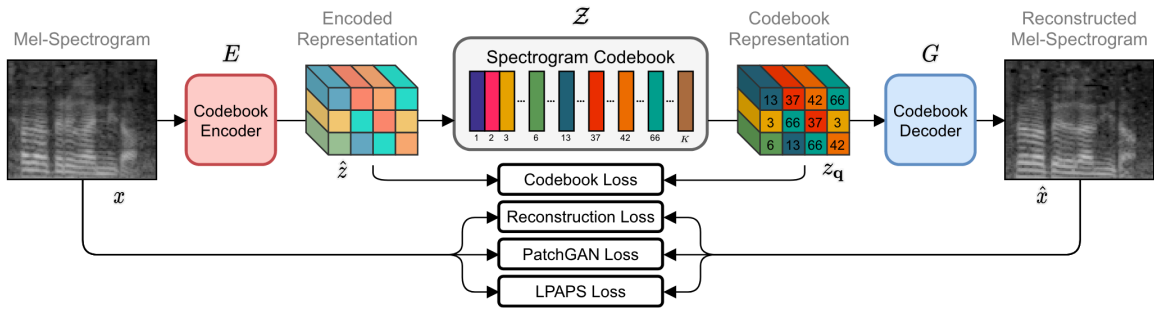 Mel-Spectrogram
E
Encoded
Representation
𝒵
Codebook
Representation
G
Reconstructed
Mel-Spectrogram
Codebook
Encoder
Spectrogram Codebook
... ... ... ... ... ...
1 2 3 6 13 37 42 66 K
13 37 42 66
3 66 37 3
6 13 66 42
Codebook
Decoder
x
ẑ
z_q
x̂
Codebook Loss
Reconstruction Loss
PatchGAN Loss
LPAPS Loss